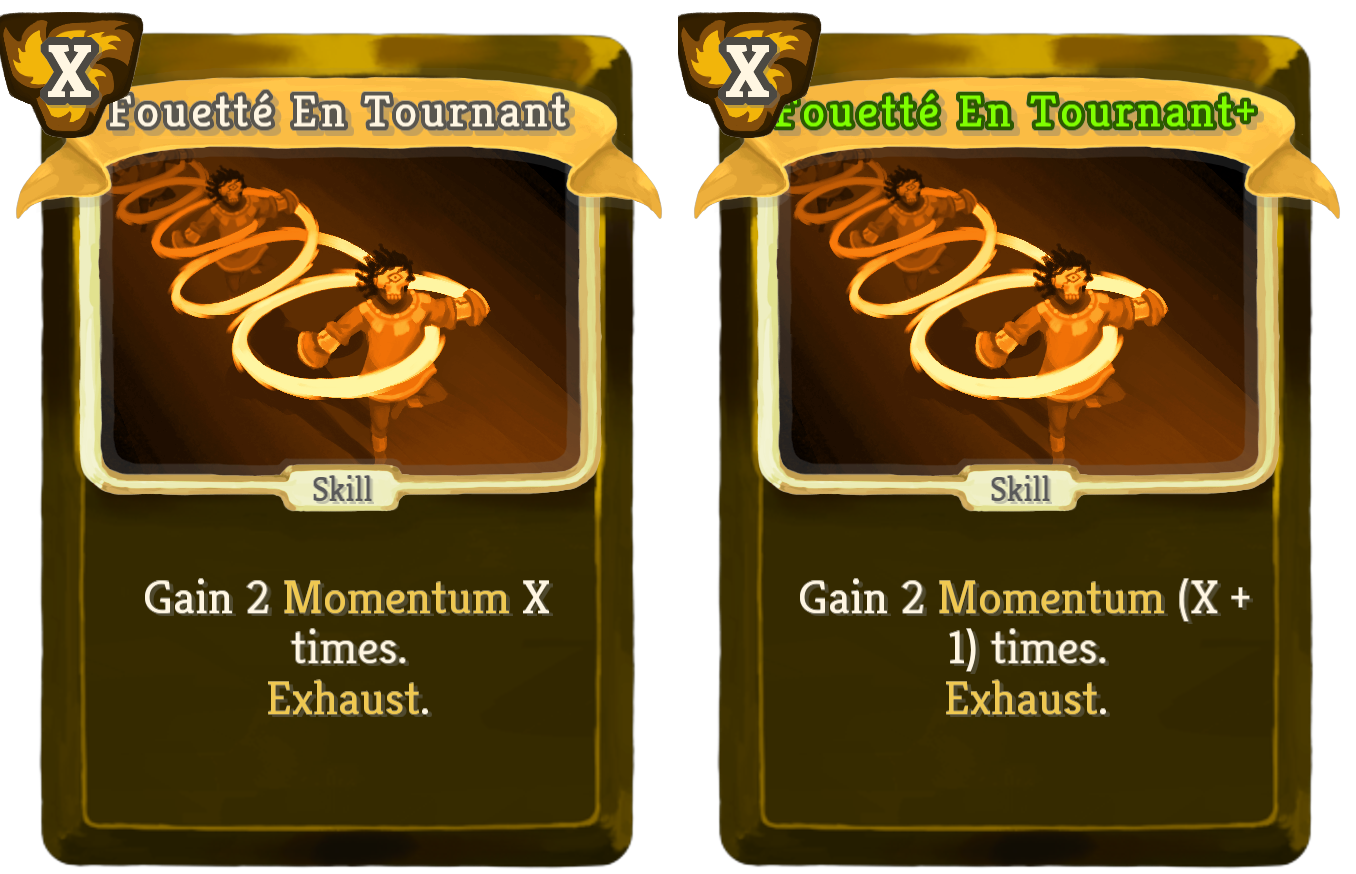 X
Fouetté En Tournant
Skill
Gain 2 Momentum X
times.
Exhaust.
X
Fouetté En Tournant+
Skill
Gain 2 Momentum (X +
1) times.
Exhaust.